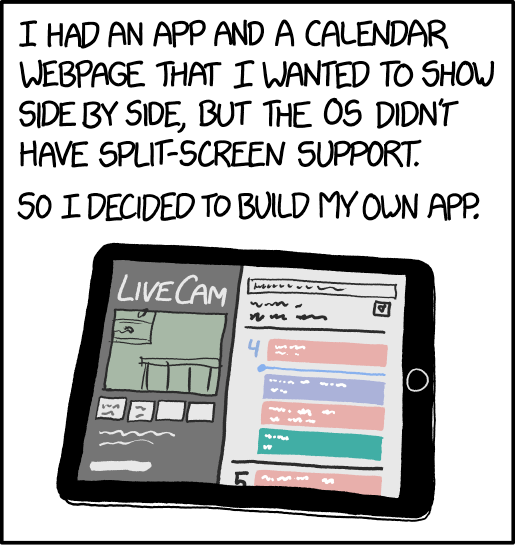 I HAD AN APP AND A CALENDAR
WEBPAGE THAT I WANTED TO SHOW
SIDE BY SIDE, BUT THE OS DIDN'T
HAVE SPLIT-SCREEN SUPPORT.
SO I DECIDED TO BUILD MY OWN APP.
LIVECAM
4
5